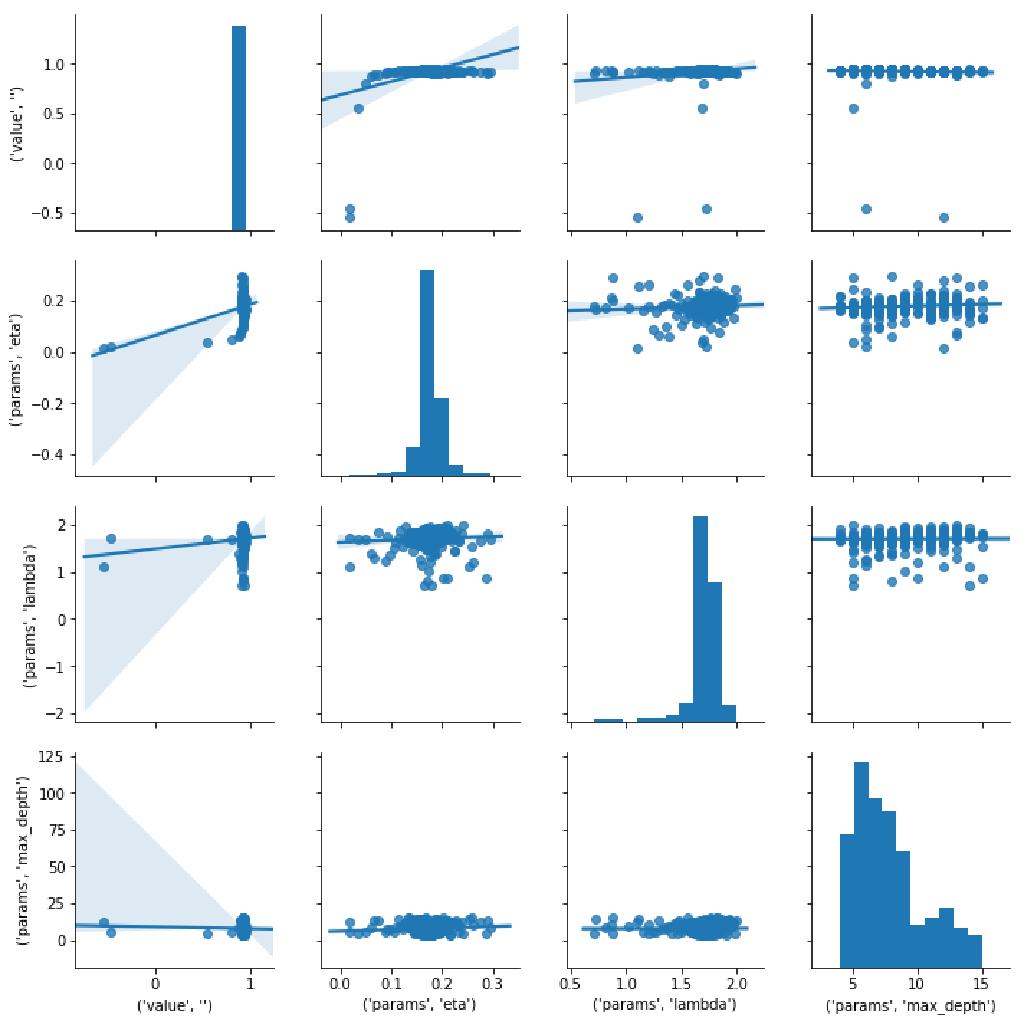 1.0
0.5
0.0
−0.5
('value', '')
0.2
0.0
−0.2
−0.4
('params', 'eta')
2
1
0
−1
−2
('params', 'lambda')
125
100
75
50
25
0
('params', 'max_depth')
0 1
0.0 0.1 0.2 0.3
0.5 1.0 1.5 2.0
5 10 15
('value', '')
('params', 'eta')
('params', 'lambda')
('params', 'max_depth')